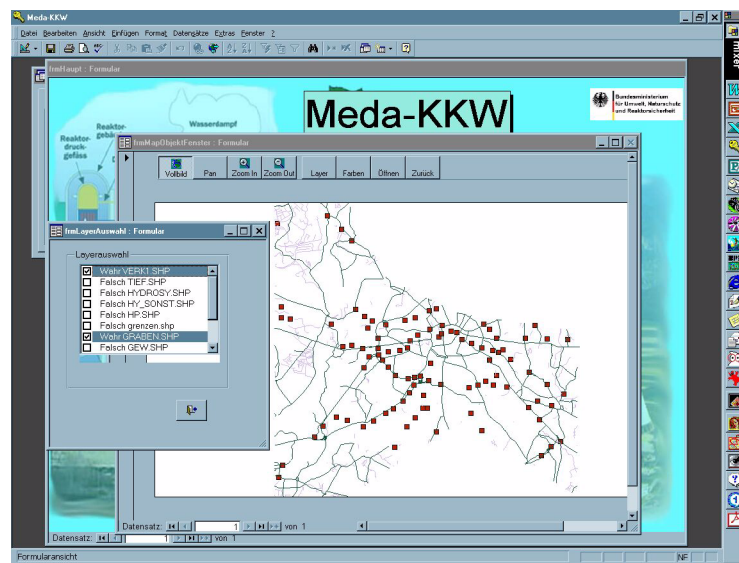 Meda-KKW
Datei Bearbeiten Ansicht Einfügen Format Datensätze Extras Fenster ?
frmHaupt : Formular
Meda-KKW
Bundesministerium
für Umwelt, Naturschutz
und Reaktorsicherheit
Wasserdampf
Reaktor-
Reaktor-
druck-
gefäss
frmMapObjektFenster : Formular
Vollbild Pan Zoom In Zoom Out Layer Farben Öffnen Zurück
frmLayerAuswahl : Formular
Layerauswahl
Wahr VERK1.SHP
Falsch TIEF.SHP
Falsch HYDROSY.SHP
Falsch HY_SONST.SHP
Falsch HP.SHP
Falsch grenzen.shp
Wahr GRABEN.SHP
Falsch GEW.SHP
Datensatz: 1 von 1
Datensatz: 1 von 1
Formularansicht NF